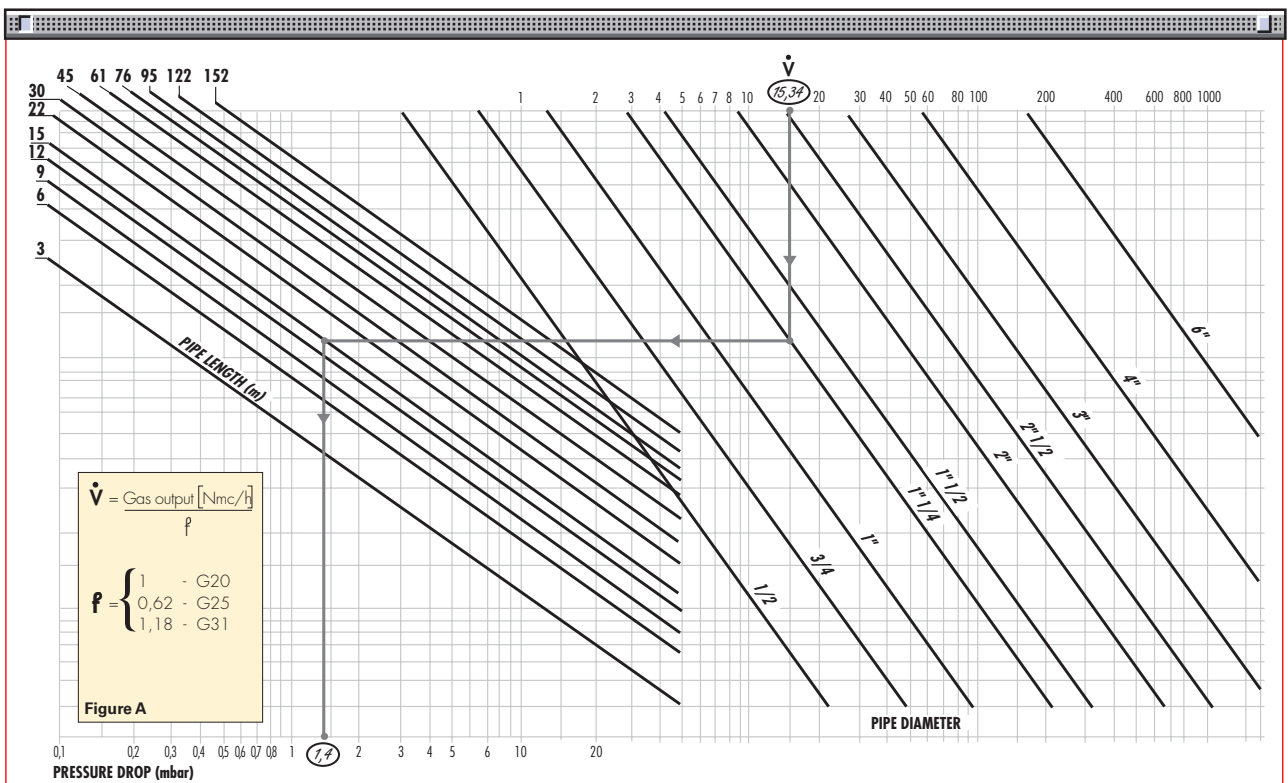 V̇
45 61 76 95 122 152
1 2 3 4 5 6 7 8 10 15,34 20 30 40 50 60 80 100 200 400 600 800 1000
30
22
15
12
9
6
3
PIPE LENGTH (m)
6"
4"
3"
2" 1/2
2"
1" 1/2
1" 1/4
1"
3/4
1/2
V̇ = Gas output [Nmc/h]
f
f = { 1 - G20
0,62 - G25
1,18 - G31
Figure A
PIPE DIAMETER
0,1 0,2 0,3 0,4 0,5 0,6 0,7 0,8 1 1,4 2 3 4 5 6 10 20
PRESSURE DROP (mbar)